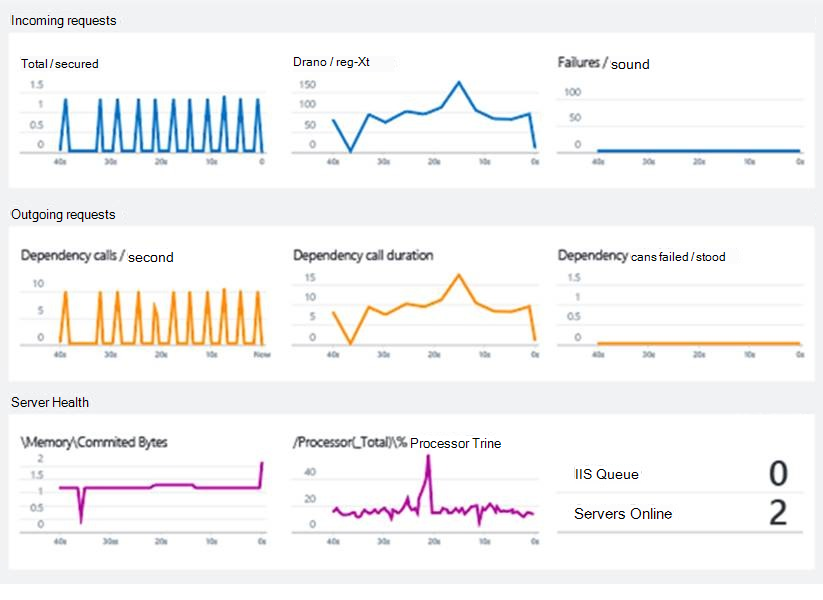 Incoming requests
Total / secured
1.5
1
0.5
0
40s 30s 20s 10s 0
Drano / reg-Xt
150
100
50
0
40s 30s 20s 10s 0s
Failures / sound
100
50
0
40s 30s 20s 10s 0s
Outgoing requests
Dependency calls / second
10
5
0
40s 30s 20s 10s Now
Dependency call duration
15
10
5
0
40s 30s 20s 10s 0s
Dependency cans failed / stood
1.5
1
0.5
0
40s 30s 20s 10s 0s
Server Health
\Memory\Commited Bytes
2
1.5
1
0.5
0
40s 30s 20s 10s 0s
/Processor(_Total)\% Processor Trine
40
20
0
40s 30s 20s 10s 0s
IIS Queue 0
Servers Online 2